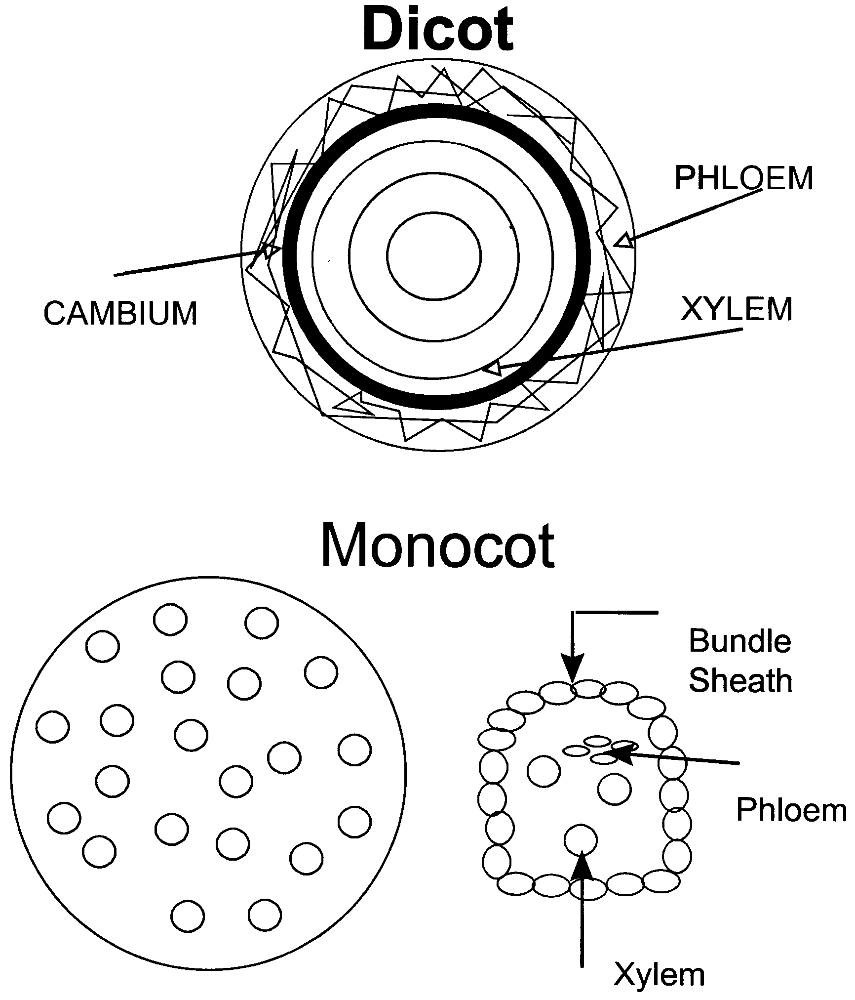 Dicot
PHLOEM
CAMBIUM
XYLEM
Monocot
Bundle
Sheath
Phloem
Xylem